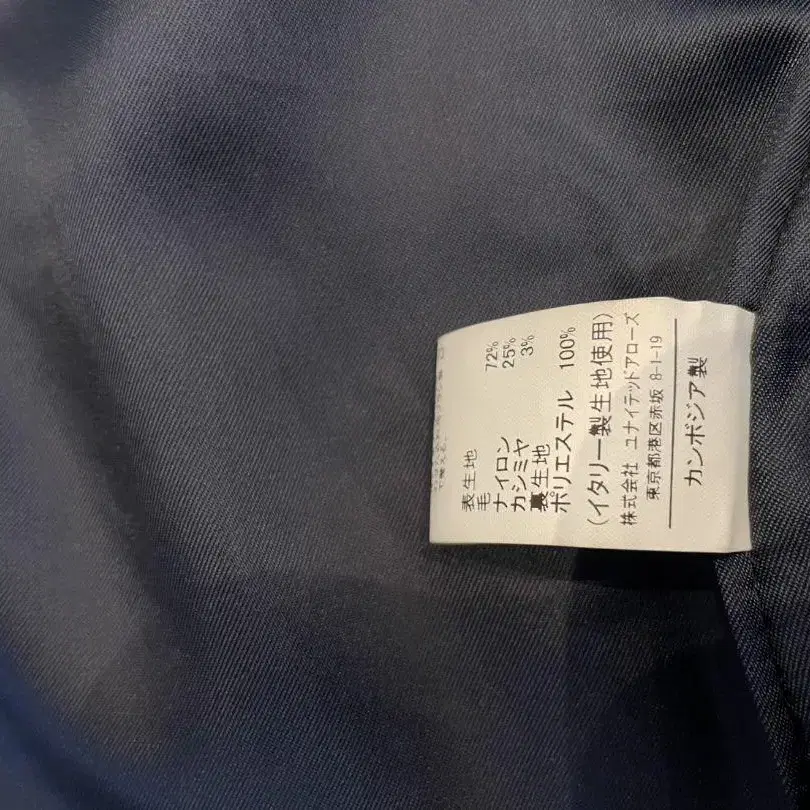 表生地
毛 72%
ナイロン 25%
カシミヤ 3%
裏生地
ポリエステル 100%
(イタリー製生地使用)
株式会社 ユナイテッドアローズ
東京都港区赤坂 8-1-19
カンボジア製